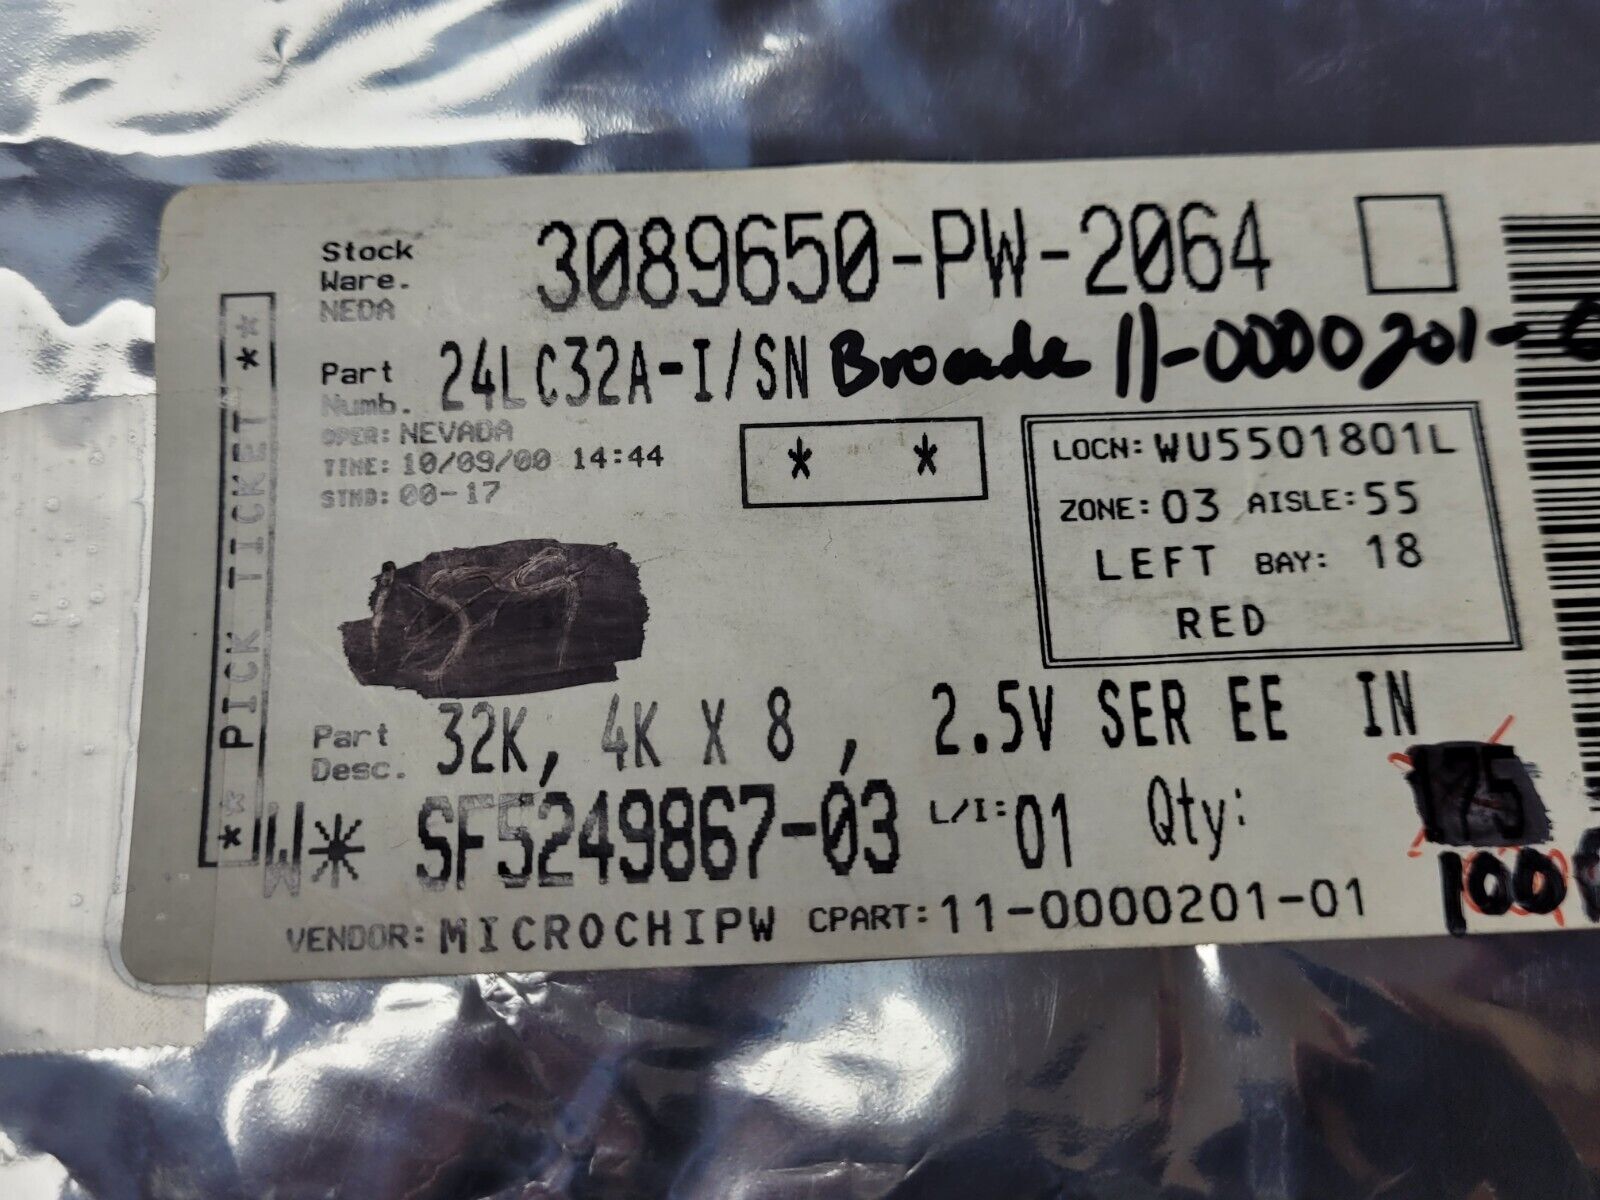 Stock 3089650-PW-2064
Ware.
NEDA
Part 24LC32A-I/SN Brocade 11-0000201-
Numb.
OPER: NEVADA
TIME: 10/09/00 14:44
STND: 00-17
* *
LOCN: WU5501801L
ZONE: 03 AISLE: 55
LEFT BAY: 18
RED
** PICK TICKET **
Part 32K, 4K X 8 , 2.5V SER EE IN
Desc.
W* SF5249867-03 L/I: 01 Qty: 175
100
VENDOR: MICROCHIPW CPART: 11-0000201-01